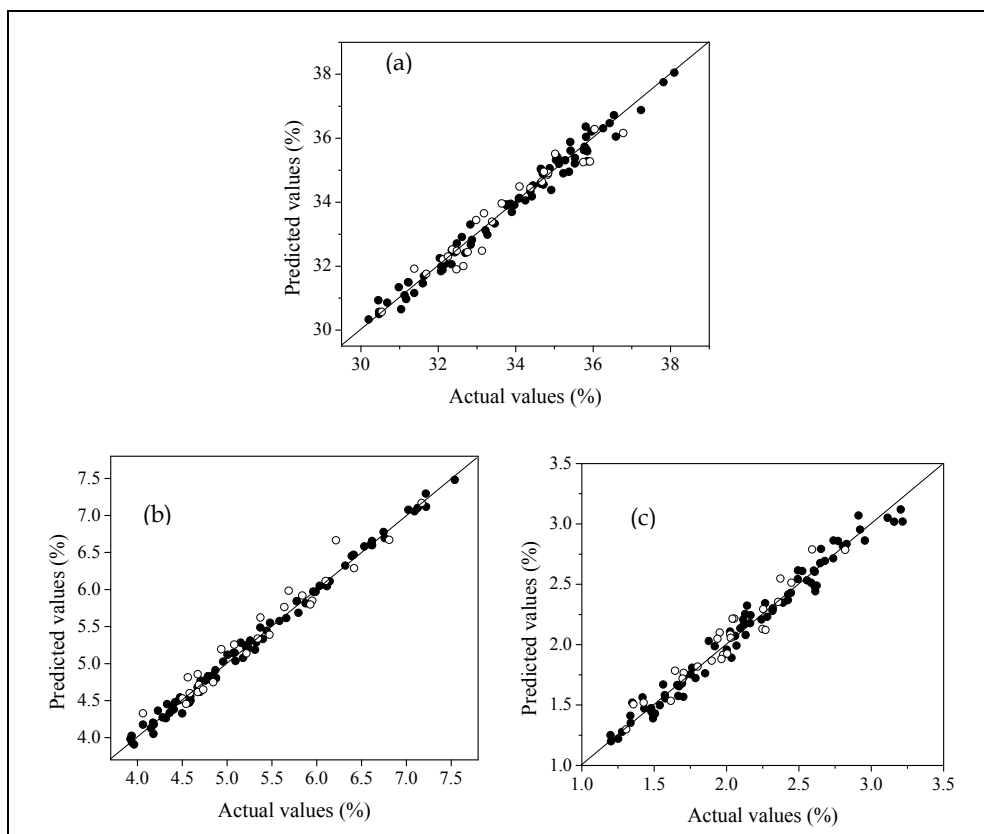 (a)
Predicted values (%)
38
36
34
32
30
30 32 34 36 38
Actual values (%)
(b)
Predicted values (%)
7.5
7.0
6.5
6.0
5.5
5.0
4.5
4.0
4.0 4.5 5.0 5.5 6.0 6.5 7.0 7.5
Actual values (%)
(c)
Predicted values (%)
3.5
3.0
2.5
2.0
1.5
1.0
1.0 1.5 2.0 2.5 3.0 3.5
Actual values (%)